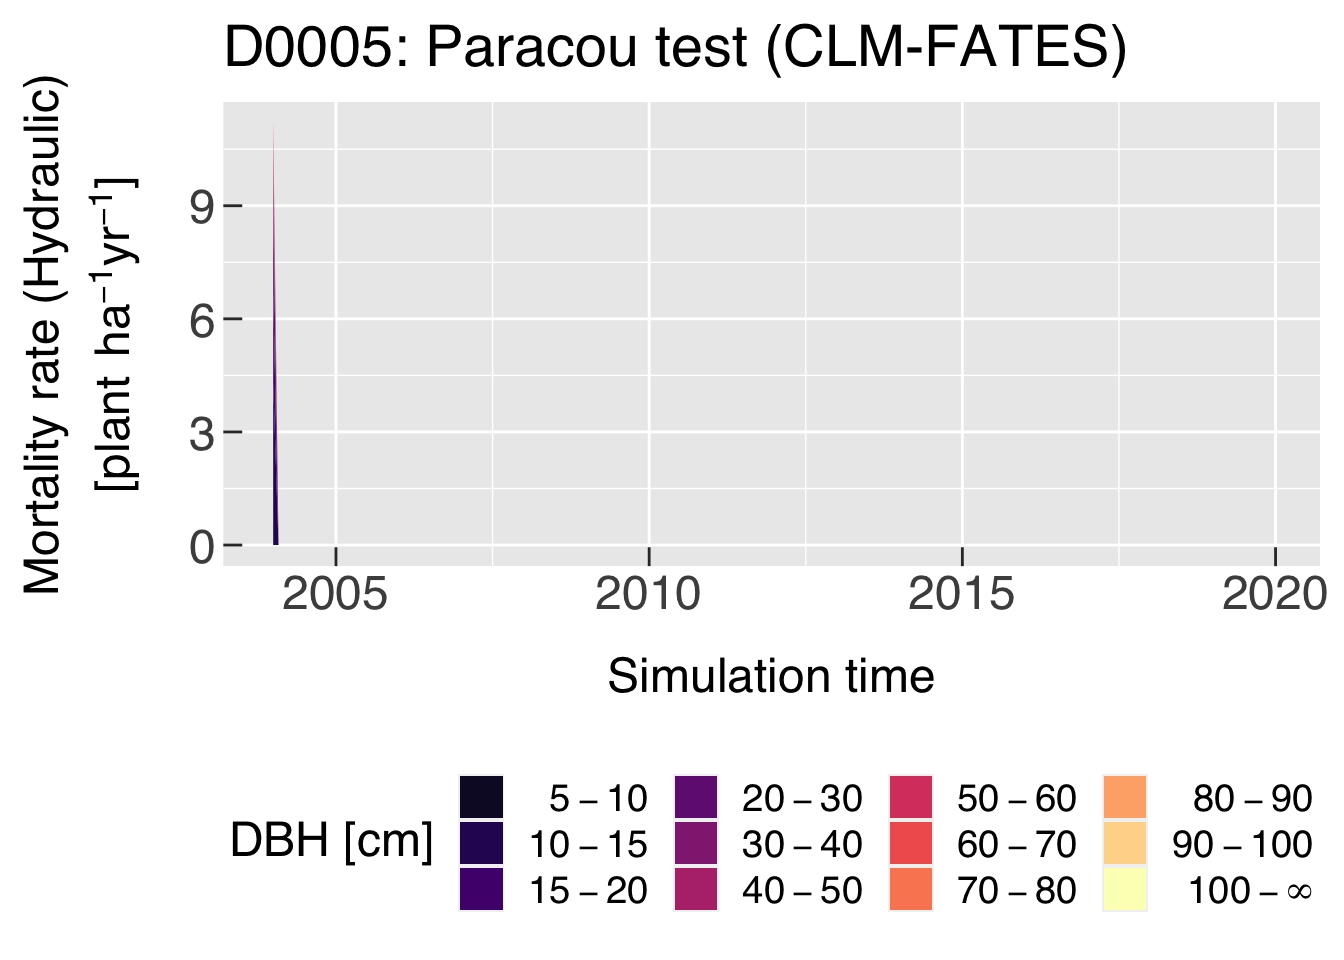 D0005: Paracou test (CLM-FATES)
Mortality rate (Hydraulic)
[plant ha⁻¹yr⁻¹]
9
6
3
0
2005 2010 2015 2020
Simulation time
DBH [cm]
5 – 10 20 – 30 50 – 60 80 – 90
10 – 15 30 – 40 60 – 70 90 – 100
15 – 20 40 – 50 70 – 80 100 – ∞